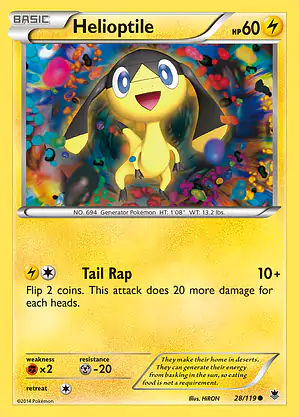 BASIC
Helioptile
HP60
NO. 694 Generator Pokémon HT: 1'08" WT: 13.2 lbs.
Tail Rap 10+
Flip 2 coins. This attack does 20 more damage for
each heads.
weakness
×2
resistance
-20
retreat
They make their home in deserts.
They can generate their energy
from basking in the sun, so eating
food is not a requirement.
©2014 Pokémon
Illus. HiRON
28/119